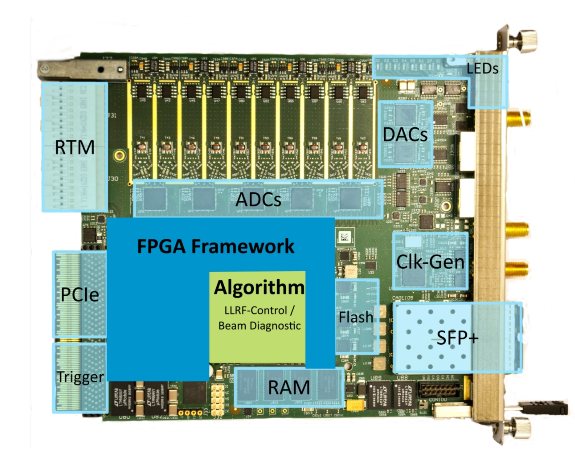 LEDs
RTM
DACs
ADCs
FPGA Framework
Clk-Gen
Algorithm
LLRF-Control /
Beam Diagnostic
PCIe
Flash
SFP+
Trigger
RAM